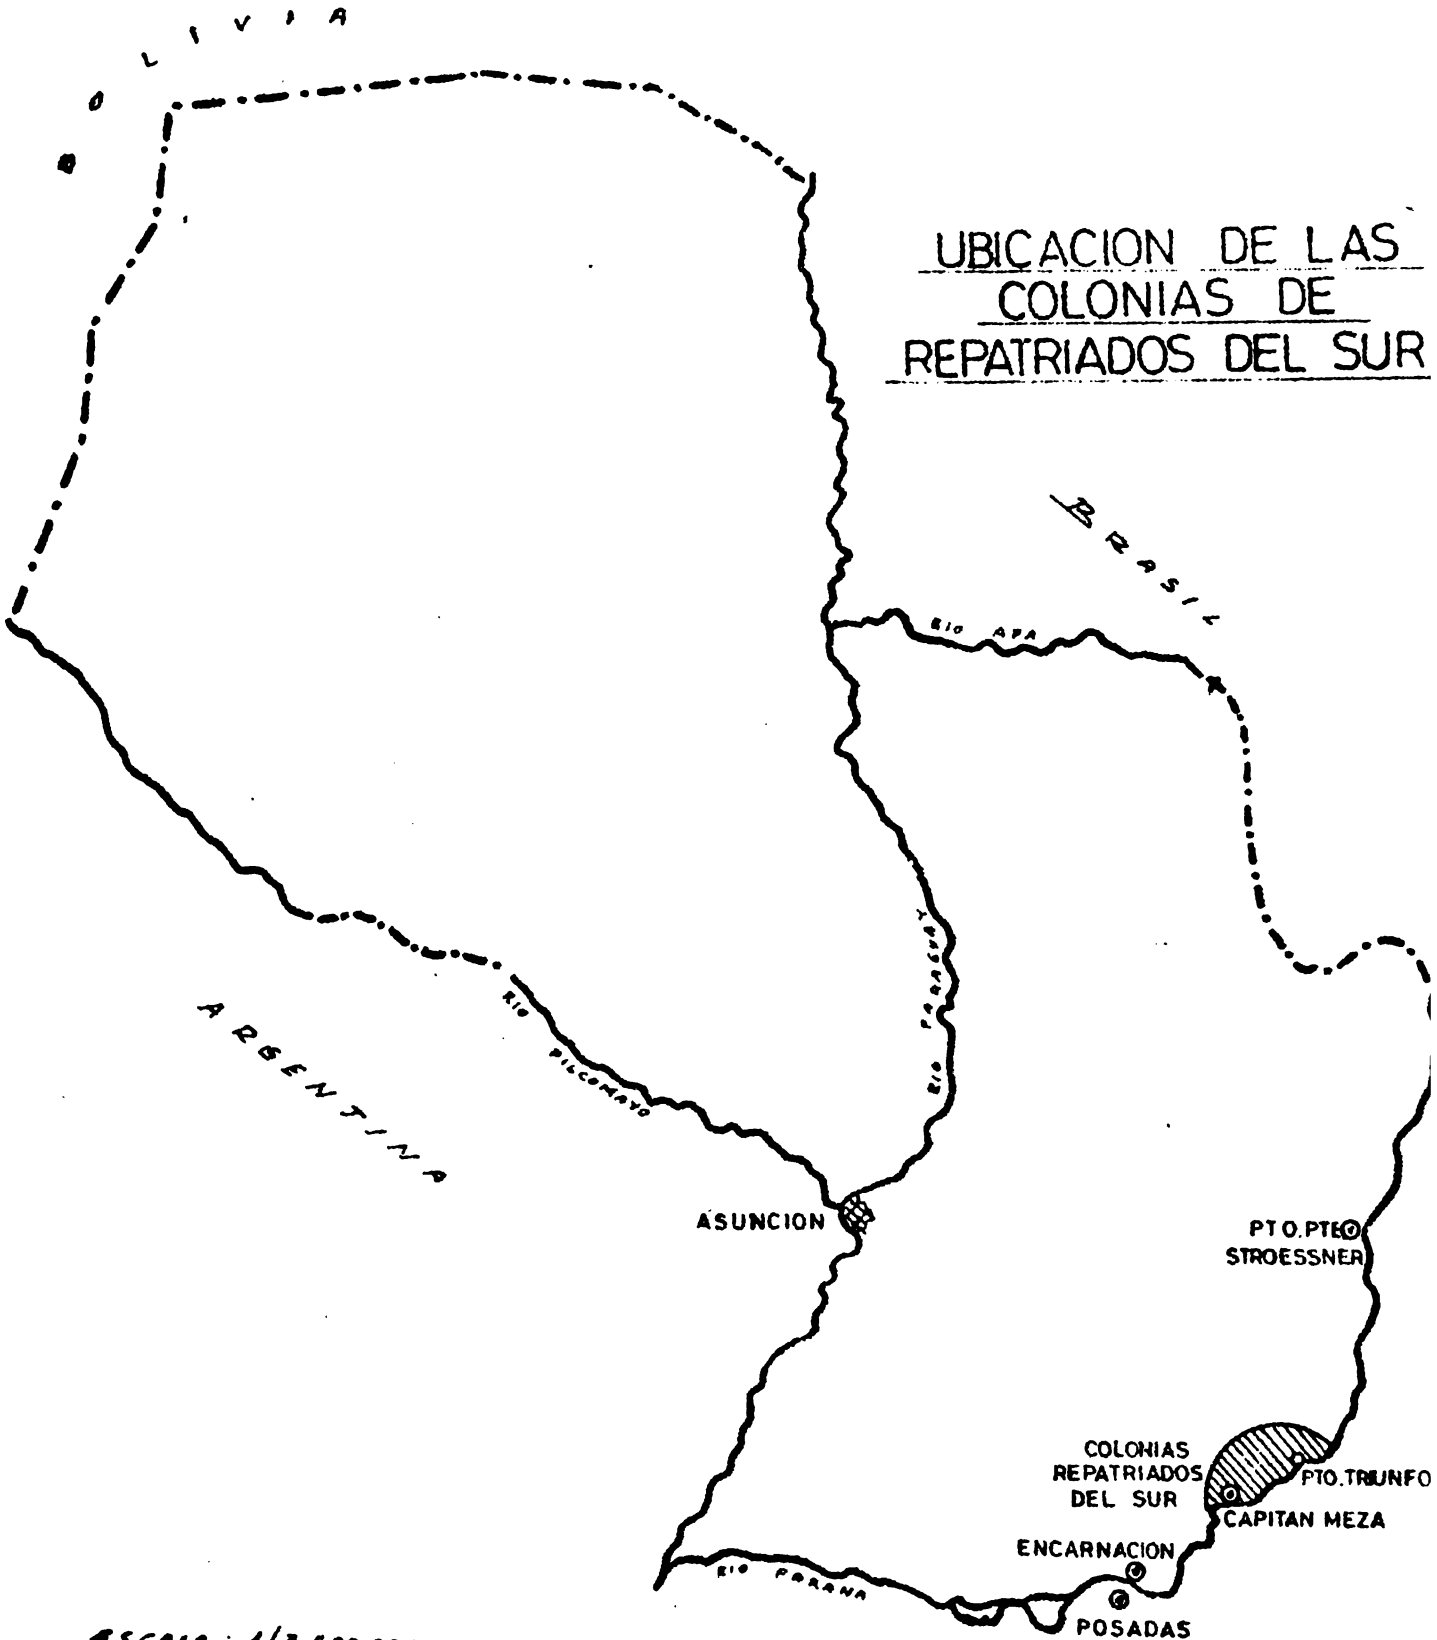 BOLIVIA
UBICACION DE LAS
COLONIAS DE
REPATRIADOS DEL SUR
BRASIL
RIO APA
RIO PARAGUAY
ARGENTINA
RIO PILCOMAYO
ASUNCION
PTO. PTE
STROESSNER
COLONIAS
REPATRIADOS
DEL SUR
PTO. TRIUNFO
CAPITAN MEZA
ENCARNACION
RIO PARANA
POSADAS